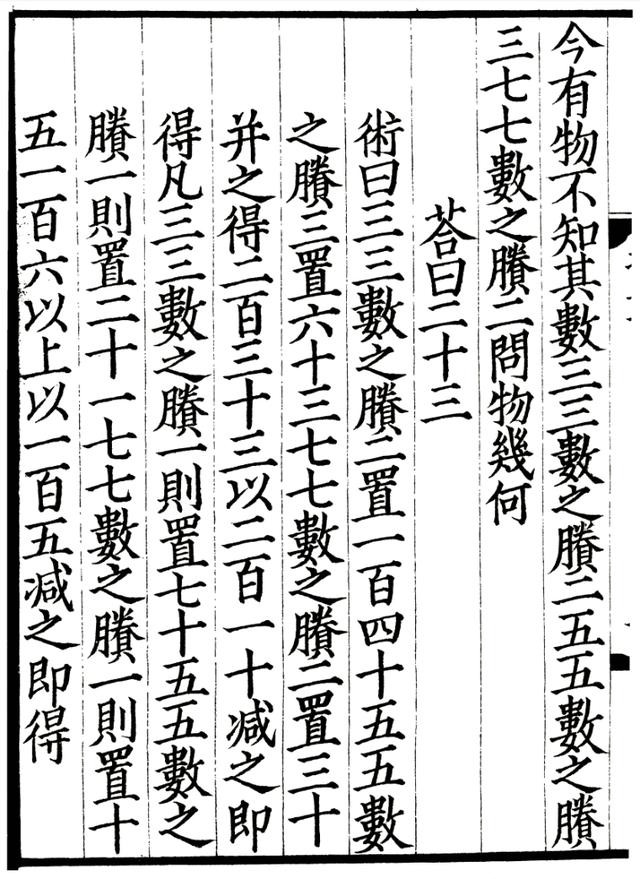 今有物不知其數三三數之賸二五五數之賸
三七七數之賸二問物幾何
荅曰二十三
術曰三三數之賸二置一百四十五五數
之賸三置六十三七七數之賸二置三十
并之得二百三十三以二百一十減之即
得凡三三數之賸一則置七十五五數之
賸一則置二十一七七數之賸一則置十
五一百六以上以一百五減之即得